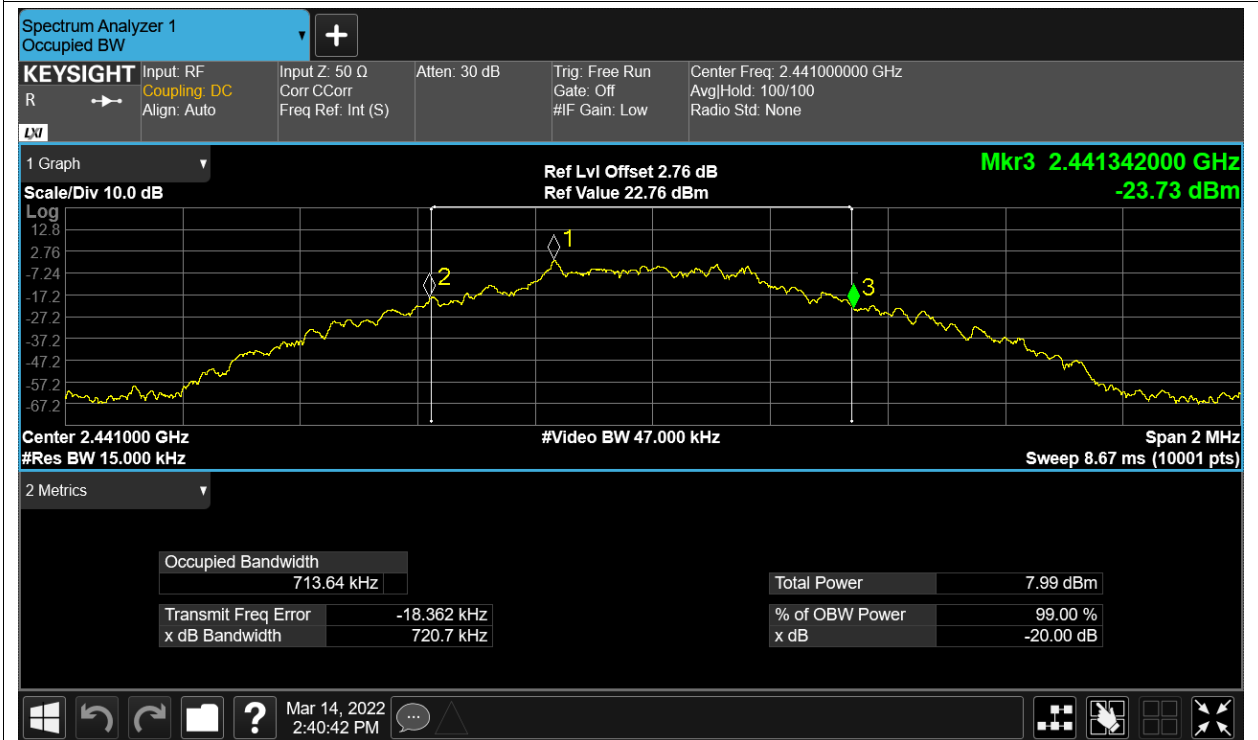 Spectrum Analyzer 1
Occupied BW
KEYSIGHT
R
LXI
Input: RF
Coupling: DC
Align: Auto
Input Z: 50 Ω
Corr CCorr
Freq Ref: Int (S)
Atten: 30 dB
Trig: Free Run
Gate: Off
#IF Gain: Low
Center Freq: 2.441000000 GHz
Avg|Hold: 100/100
Radio Std: None
1 Graph
Scale/Div 10.0 dB
Ref Lvl Offset 2.76 dB
Ref Value 22.76 dBm
Mkr3 2.441342000 GHz
-23.73 dBm
Log
12.8
2.76
-7.24
-17.2
-27.2
-37.2
-47.2
-57.2
-67.2
1
2
3
Center 2.441000 GHz
#Res BW 15.000 kHz
#Video BW 47.000 kHz
Span 2 MHz
Sweep 8.67 ms (10001 pts)
2 Metrics
Occupied Bandwidth
713.64 kHz
Transmit Freq Error -18.362 kHz
x dB Bandwidth 720.7 kHz
Total Power 7.99 dBm
% of OBW Power 99.00 %
x dB -20.00 dB
?
Mar 14, 2022
2:40:42 PM